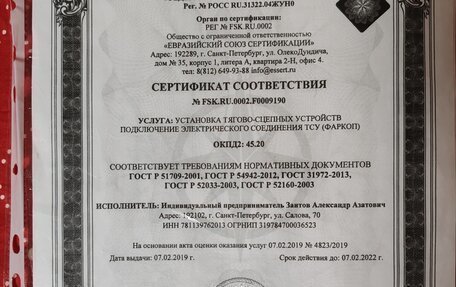 Рег. № РОСС RU.31322.04ЖУН0
Орган по сертификации:
РЕГ № FSK.RU.0002
Общество с ограниченной ответственностью
«ЕВРАЗИЙСКИЙ СОЮЗ СЕРТИФИКАЦИИ»
Адрес: 192289, г. Санкт-Петербург, ул. ОлекоДундича,
дом № 35, корпус 1, литера А, квартира 2-Н, офис 4.
тел: 8(812) 649-93-88 info@essert.ru
СЕРТИФИКАТ СООТВЕТСТВИЯ
№ FSK.RU.0002.F0009190
УСЛУГА: УСТАНОВКА ТЯГОВО-СЦЕПНЫХ УСТРОЙСТВ
ПОДКЛЮЧЕНИЕ ЭЛЕКТРИЧЕСКОГО СОЕДИНЕНИЯ ТСУ (ФАРКОП)
ОКПД2: 45.20
СООТВЕТСТВУЕТ ТРЕБОВАНИЯМ НОРМАТИВНЫХ ДОКУМЕНТОВ
ГОСТ Р 51709-2001, ГОСТ Р 54942-2012, ГОСТ 31972-2013,
ГОСТ Р 52033-2003, ГОСТ Р 52160-2003
ИСПОЛНИТЕЛЬ: Индивидуальный предприниматель Заитов Александр Азатович
Адрес: 192102, г. Санкт-Петербург, ул. Салова, 70
ИНН 781139762013 ОГРНИП 319784700036523
На основании акта оценки оказания услуг 07.02.2019 № 4823/2019
Дата выдачи: 07.02.2019 г.
Срок действия до: 07.02.2022 г.